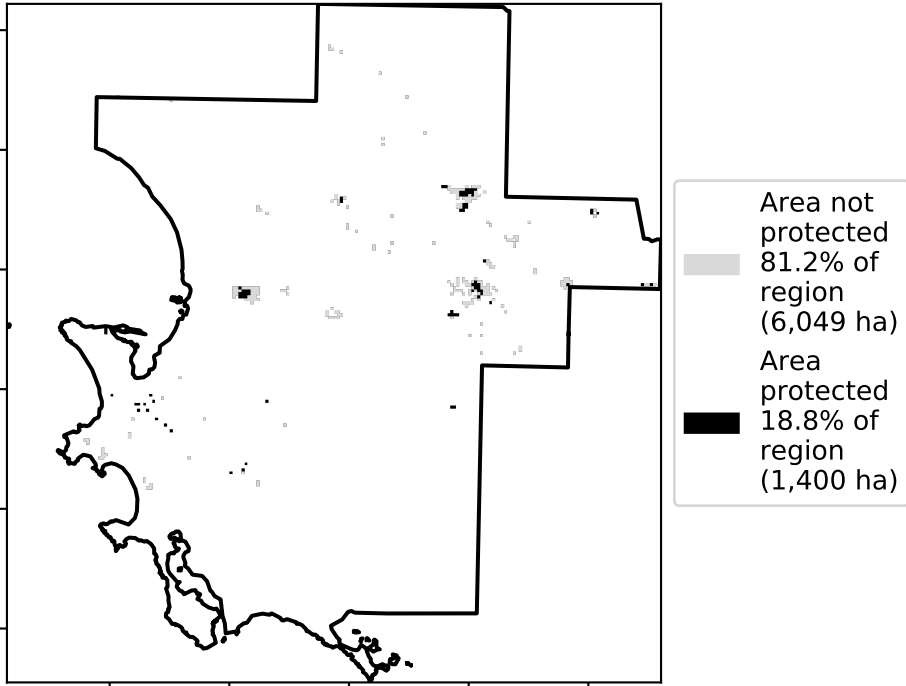 Area not
protected
81.2% of
region
(6,049 ha)
Area
protected
18.8% of
region
(1,400 ha)